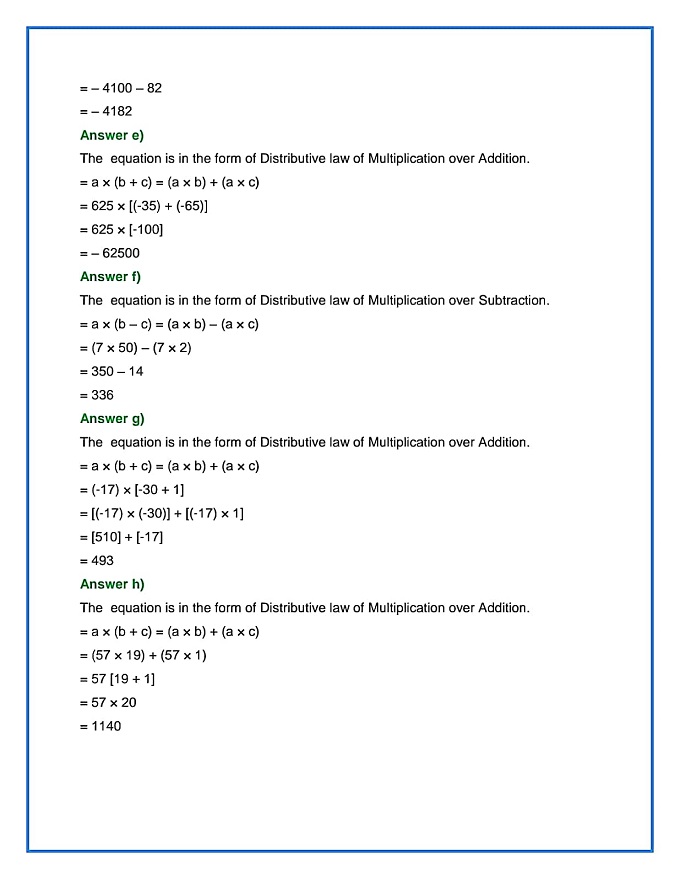 = – 4100 – 82
= – 4182
Answer e)
The  equation is in the form of Distributive law of Multiplication over Addition.
= a × (b + c) = (a × b) + (a × c)
= 625 × [(-35) + (-65)]
= 625 × [-100]
= – 62500
Answer f)
The  equation is in the form of Distributive law of Multiplication over Subtraction.
= a × (b – c) = (a × b) – (a × c)
= (7 × 50) – (7 × 2)
= 350 – 14
= 336
Answer g)
The  equation is in the form of Distributive law of Multiplication over Addition.
= a × (b + c) = (a × b) + (a × c)
= (-17) × [-30 + 1]
= [(-17) × (-30)] + [(-17) × 1]
= [510] + [-17]
= 493
Answer h)
The  equation is in the form of Distributive law of Multiplication over Addition.
= a × (b + c) = (a × b) + (a × c)
= (57 × 19) + (57 × 1)
= 57 [19 + 1]
= 57 × 20
= 1140